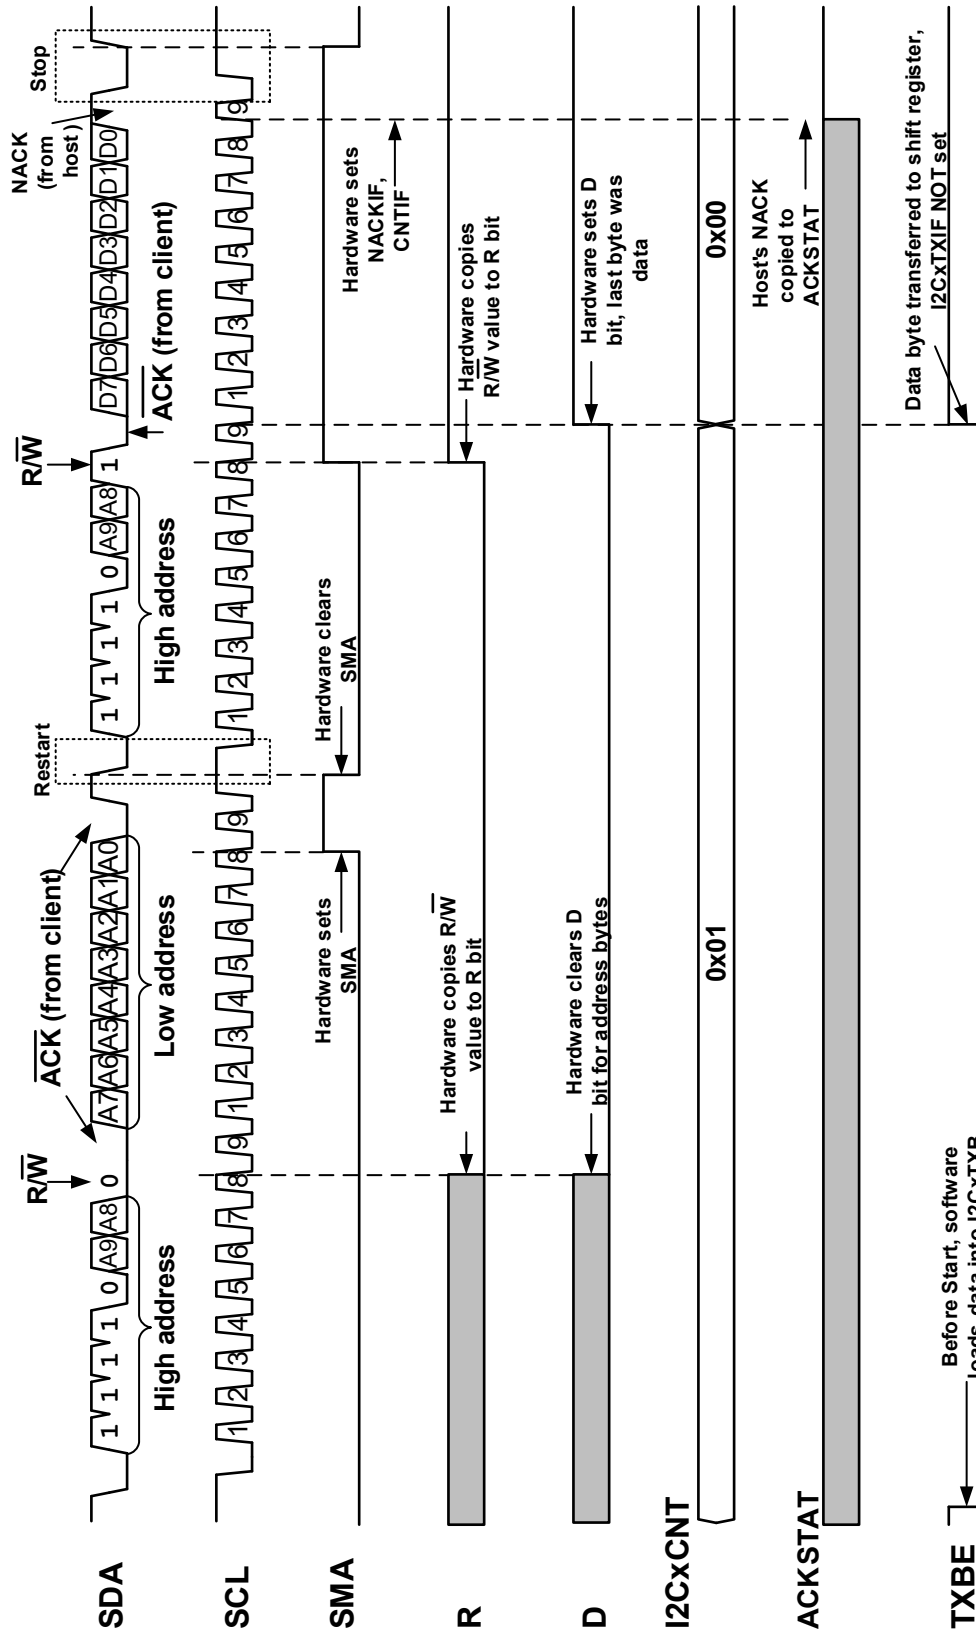 R/W̅
A̅C̅K̅ (from client)
Restart
R/W̅
NACK
(from
host)
Stop
SDA
1 1 1 1 0 A9 A8 0 A7 A6 A5 A4 A3 A2 A1 A0 1 1 1 1 0 A9 A8 1 D7 D6 D5 D4 D3 D2 D1 D0
High address
Low address
High address
A̅C̅K̅ (from client)
SCL
1 2 3 4 5 6 7 8 9 1 2 3 4 5 6 7 8 9 1 2 3 4 5 6 7 8 9 1 2 3 4 5 6 7 8 9
SMA
Hardware sets
SMA
Hardware clears
SMA
Hardware sets
NACKIF,
CNTIF
R
Hardware copies R/W̅
value to R bit
Hardware copies
R/W̅ value to R bit
D
Hardware clears D
bit for address bytes
Hardware sets D
bit, last byte was
data
I2CxCNT
0x01
0x00
ACKSTAT
Host's NACK
copied to
ACKSTAT
TXBE
Before Start, software
loads data into I2CxTXB
Data byte transferred to shift register,
I2CxTXIF NOT set